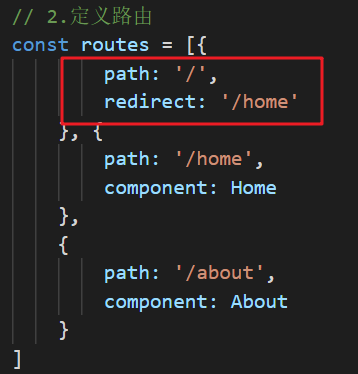 // 2.定义路由
const routes = [{
path: '/',
redirect: '/home'
}, {
path: '/home',
component: Home
},
{
path: '/about',
component: About
}
]